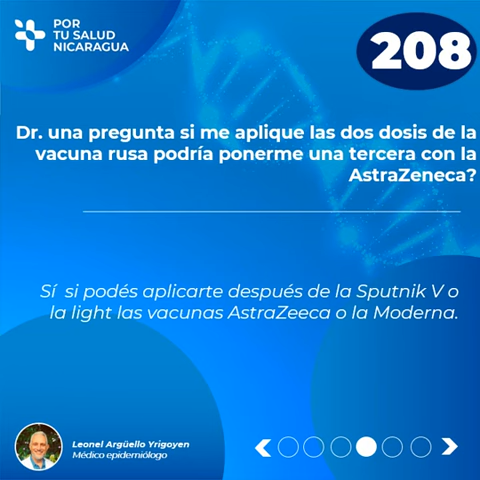 POR
TU SALUD
NICARAGUA
208
Dr. una pregunta si me aplique las dos dosis de la
vacuna rusa podría ponerme una tercera con la
AstraZeneca?
Sí si podés aplicarte después de la Sputnik V o
la light las vacunas AstraZeeca o la Moderna.
Leonel Argüello Yrigoyen
Médico epidemiólogo